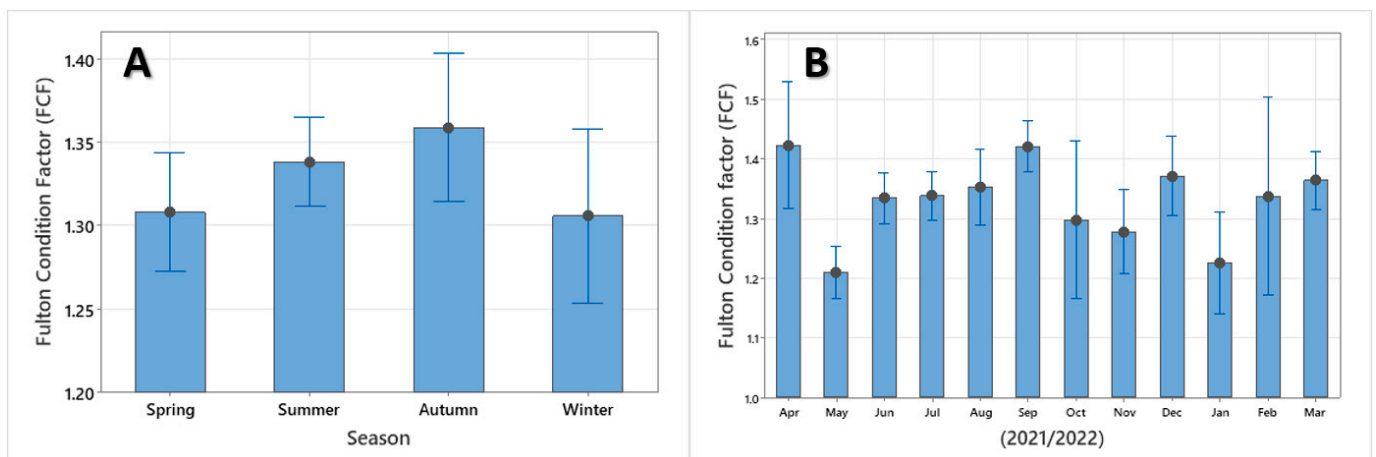 A
Fulton Condition Factor (FCF)
1.40
1.35
1.30
1.25
1.20
Spring Summer Autumn Winter
Season
B
Fulton Condition factor (FCF)
1.6
1.5
1.4
1.3
1.2
1.1
1.0
Apr May Jun Jul Aug Sep Oct Nov Dec Jan Feb Mar
(2021/2022)